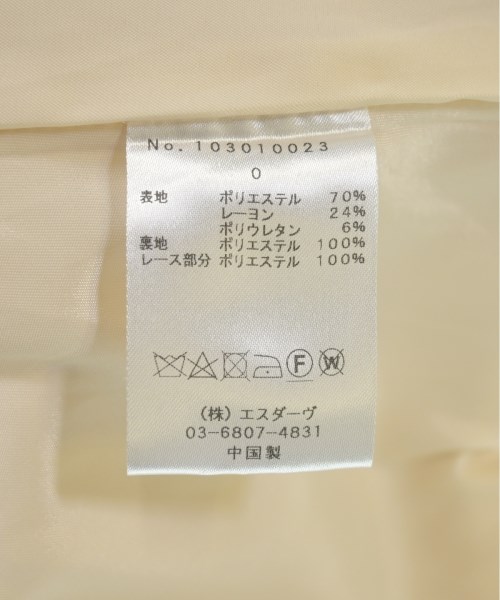 No. 103010023
0
表地 ポリエステル 70%
レーヨン 24%
ポリウレタン 6%
裏地 ポリエステル 100%
レース部分 ポリエステル 100%
F W
(株) エスダーヴ
03-6807-4831
中国製